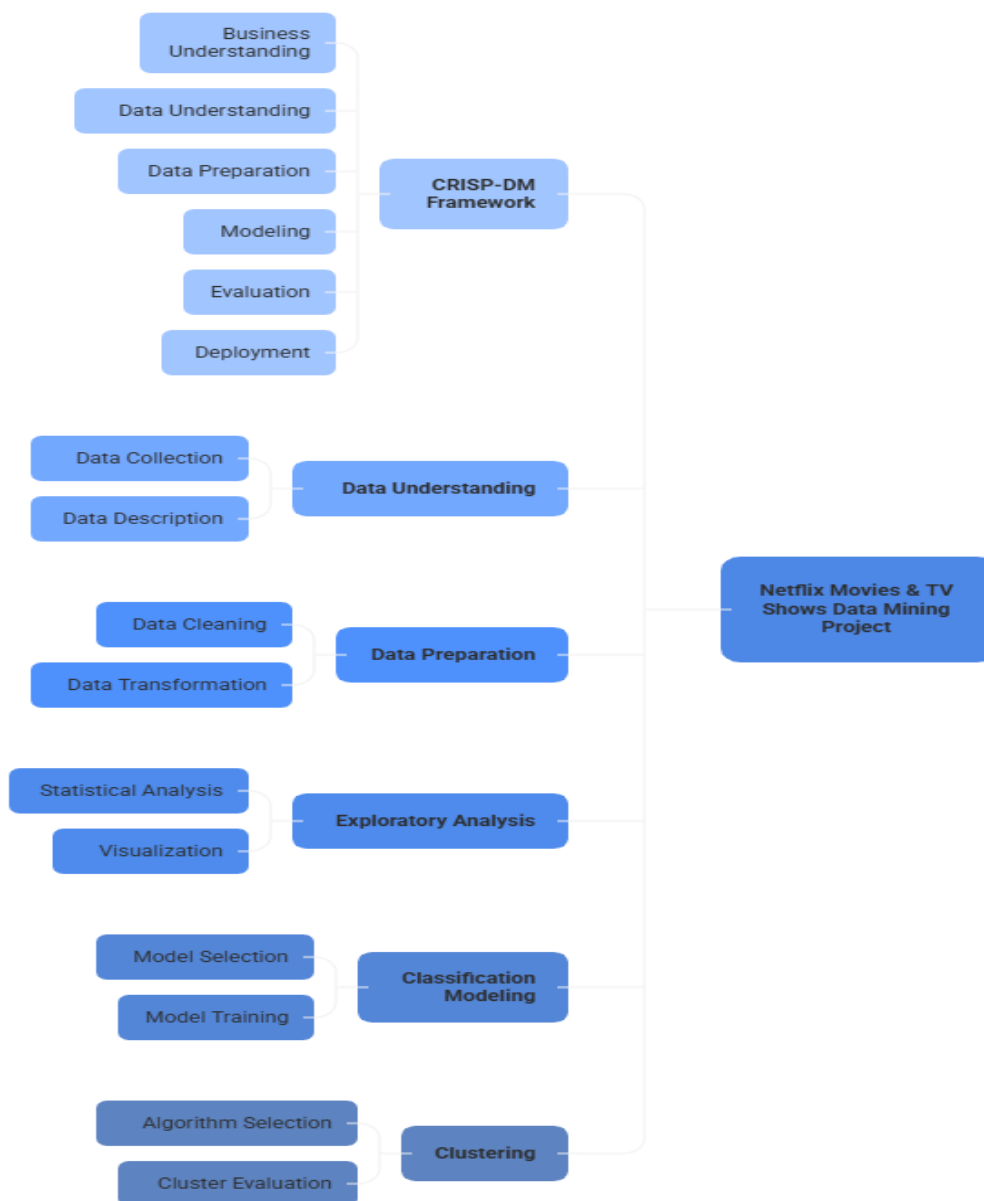 Business
Understanding
Data Understanding
Data Preparation
Modeling
Evaluation
Deployment
CRISP-DM
Framework
Data Collection
Data Description
Data Understanding
Data Cleaning
Data Transformation
Data Preparation
Statistical Analysis
Visualization
Exploratory Analysis
Model Selection
Model Training
Classification
Modeling
Algorithm Selection
Cluster Evaluation
Clustering
Netflix Movies & TV
Shows Data Mining
Project